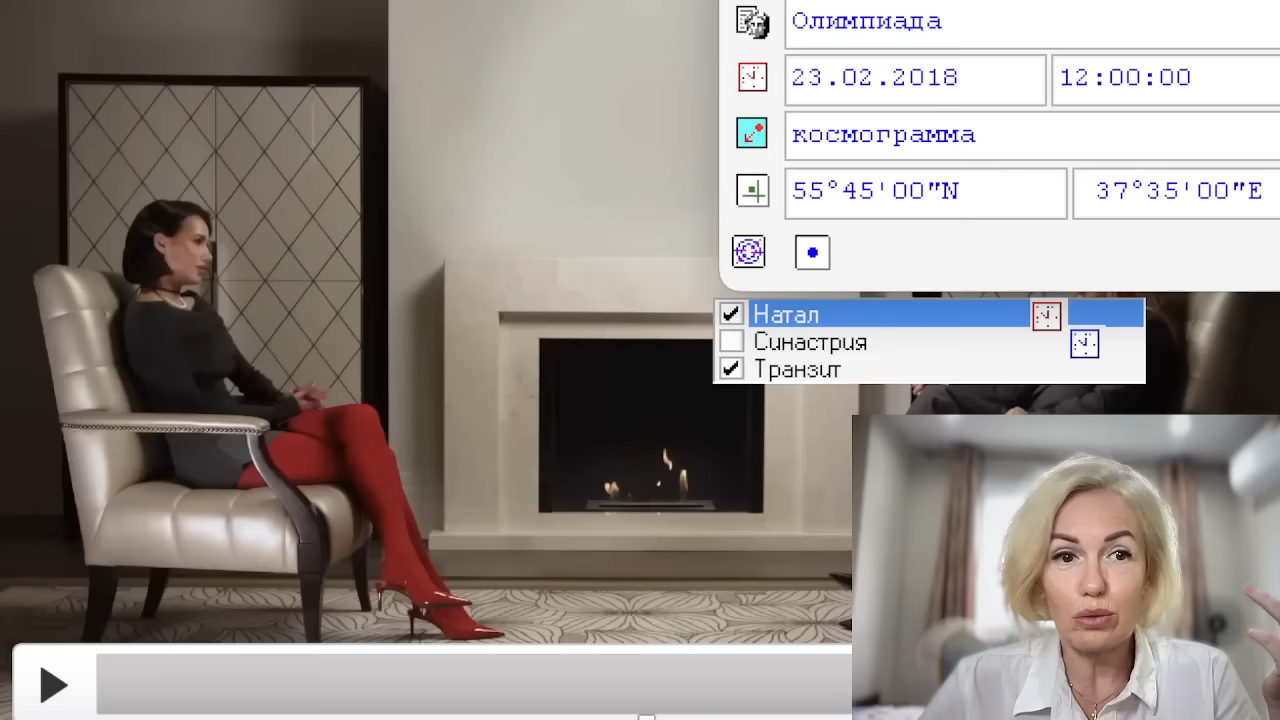 Олимпиада
23.02.2018 12:00:00
космограмма
55°45'00"N 37°35'00"E
Натал
Синастрия
Транзит